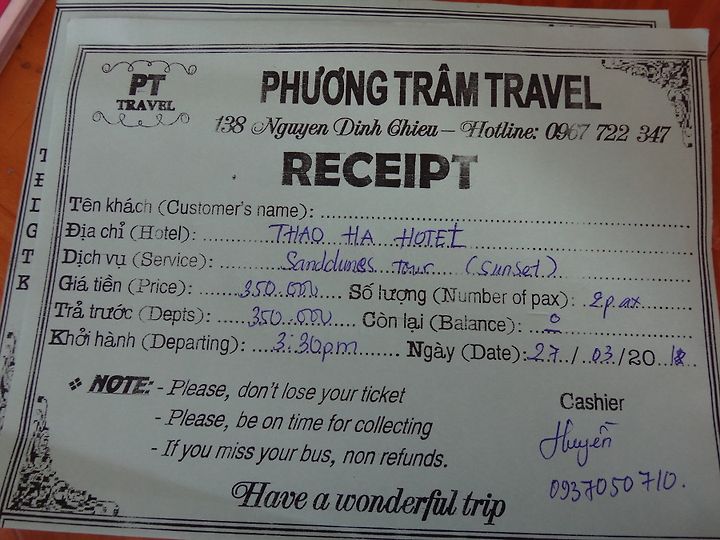 PT
TRAVEL
PHƯƠNG TRÂM TRAVEL
138 Nguyen Dinh Chieu – Hotline: 0967 722 347
RECEIPT
Tên khách (Customer's name):
Địa chỉ (Hotel): THAO HA HOTEL
Dịch vụ (Service): Sanddunes tour (sunset)
Giá tiền (Price): 350.000 Số lượng (Number of pax): 2pax
Trả trước (Depts): 350.000 Còn lại (Balance): 0
Khởi hành (Departing): 3:30pm Ngày (Date): 27/03/2018
❖ NOTE: - Please, don't lose your ticket
- Please, be on time for collecting
- If you miss your bus, non refunds.
Cashier
Huyền
0937050710.
Have a wonderful trip